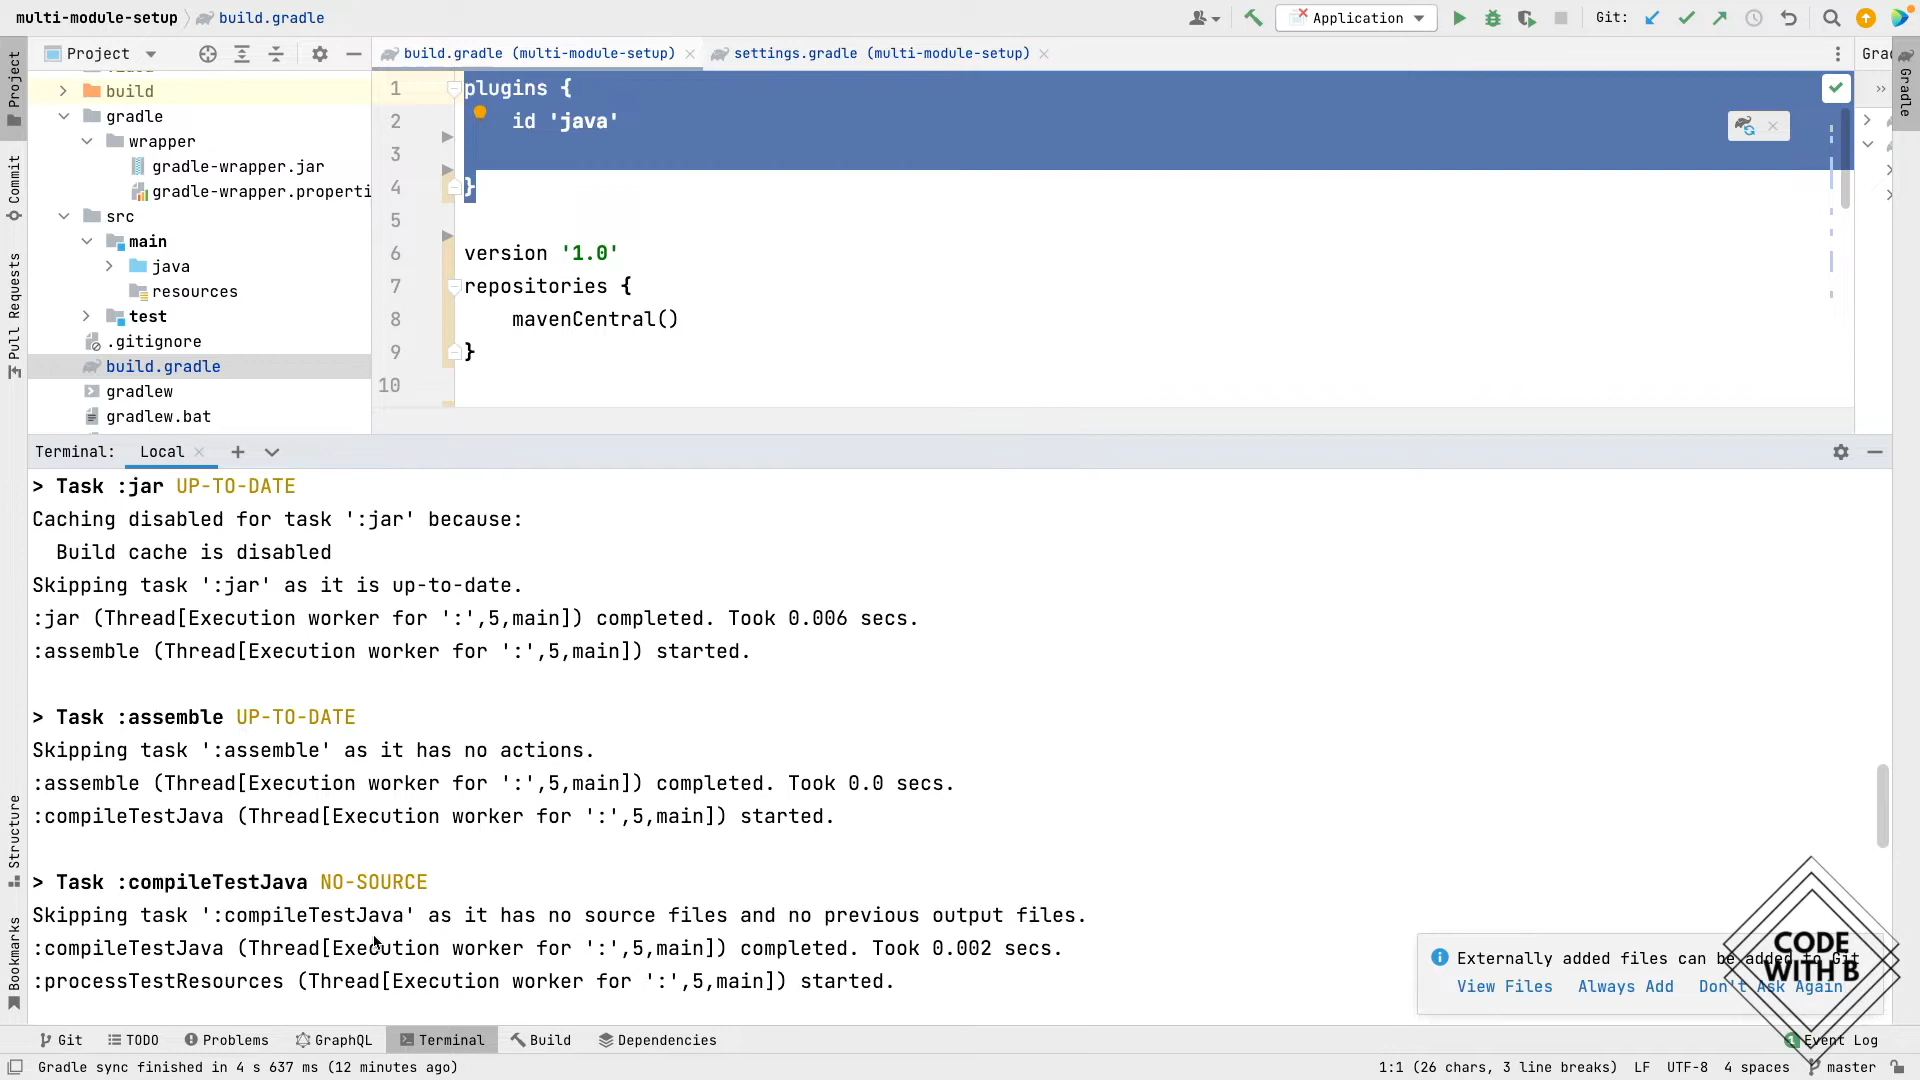 multi-module-setup
build.gradle
Application
Git:
Project
build.gradle (multi-module-setup)
settings.gradle (multi-module-setup)
build
gradle
wrapper
gradle-wrapper.jar
gradle-wrapper.properti
src
main
java
resources
test
.gitignore
build.gradle
gradlew
gradlew.bat
Project
Commit
Pull Requests
Structure
Bookmarks
Gradle
1 plugins {
2 id 'java'
3
4 }
5
6 version '1.0'
7 repositories {
8 mavenCentral()
9 }
10
Terminal: Local
> Task :jar UP-TO-DATE
Caching disabled for task ':jar' because:
Build cache is disabled
Skipping task ':jar' as it is up-to-date.
:jar (Thread[Execution worker for ':',5,main]) completed. Took 0.006 secs.
:assemble (Thread[Execution worker for ':',5,main]) started.
> Task :assemble UP-TO-DATE
Skipping task ':assemble' as it has no actions.
:assemble (Thread[Execution worker for ':',5,main]) completed. Took 0.0 secs.
:compileTestJava (Thread[Execution worker for ':',5,main]) started.
> Task :compileTestJava NO-SOURCE
Skipping task ':compileTestJava' as it has no source files and no previous output files.
:compileTestJava (Thread[Execution worker for ':',5,main]) completed. Took 0.002 secs.
:processTestResources (Thread[Execution worker for ':',5,main]) started.
Externally added files can be added to Git
View Files Always Add Don't Ask Again
CODE
WITH B
Git TODO Problems GraphQL Terminal Build Dependencies Event Log
Gradle sync finished in 4 s 637 ms (12 minutes ago)
1:1 (26 chars, 3 line breaks) LF UTF-8 4 spaces master